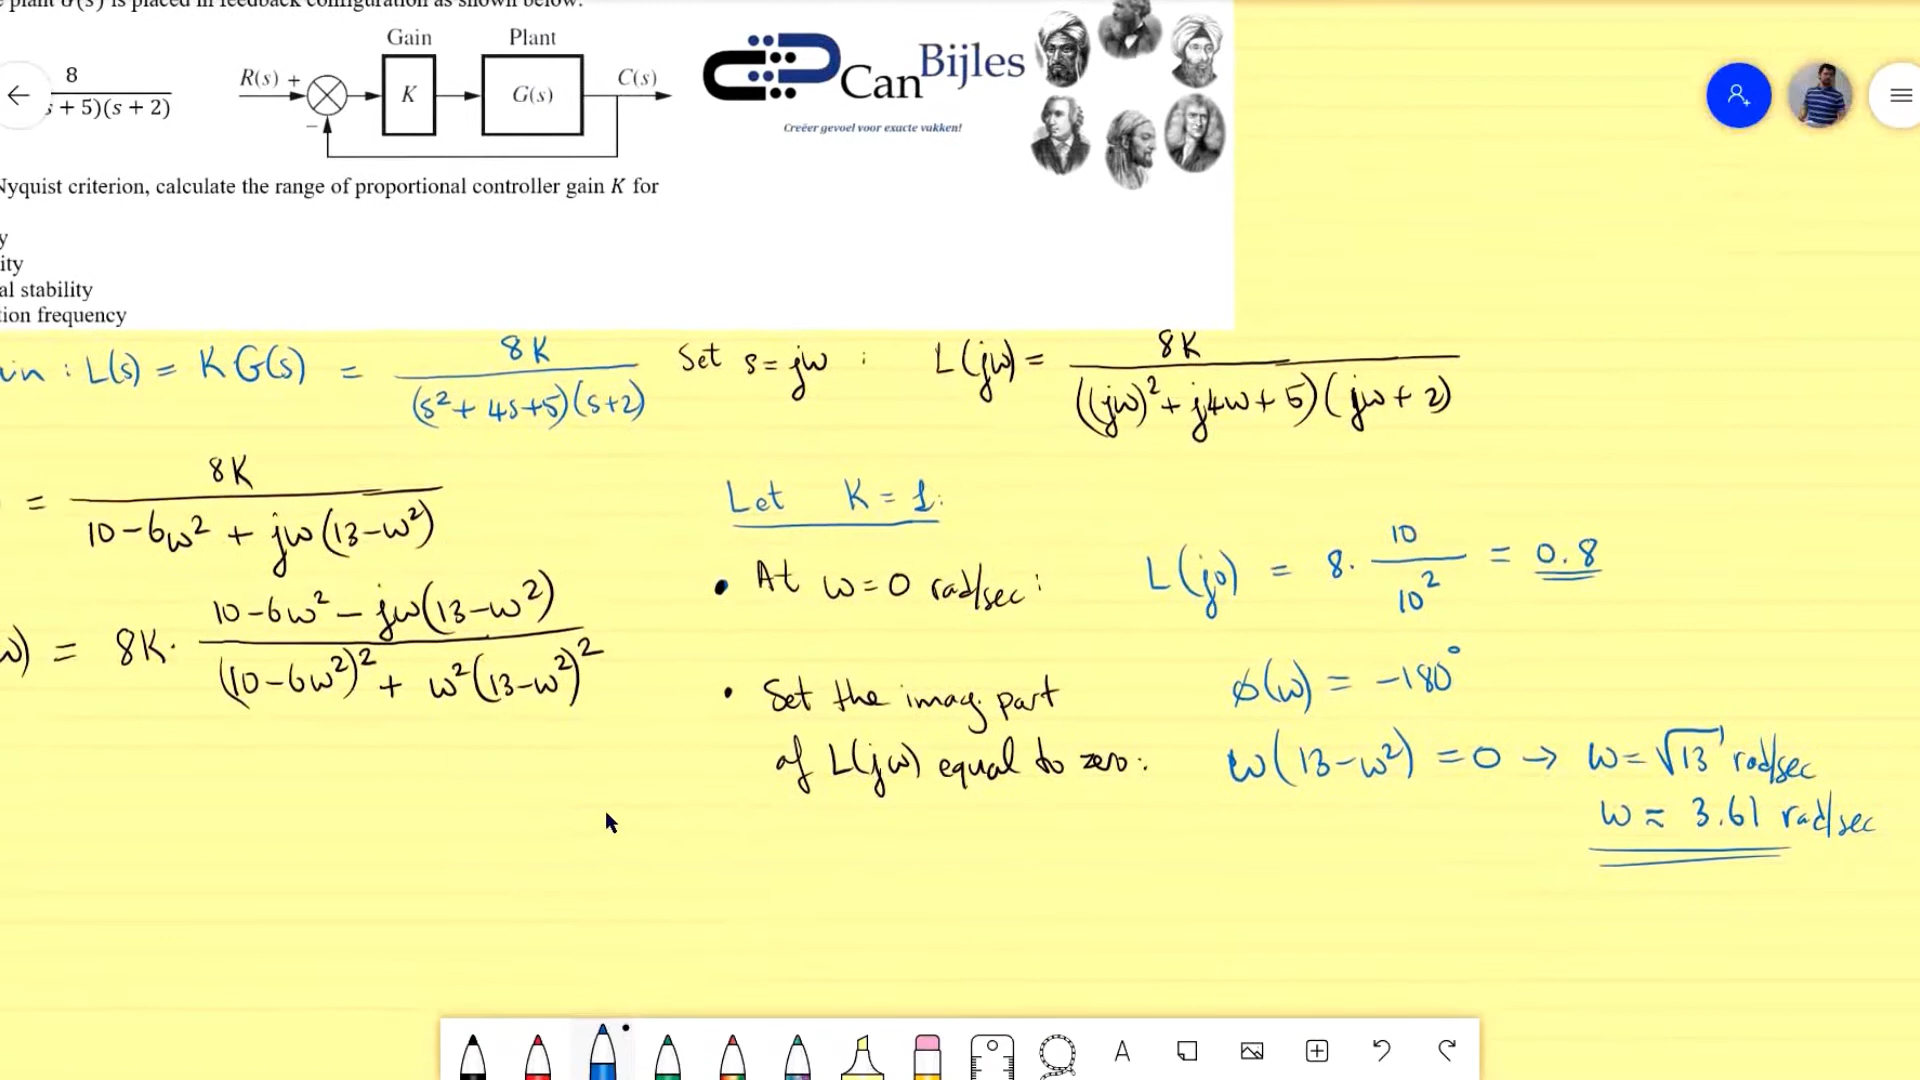 plant G(s) is placed in feedback configuration as shown below.
Gain Plant
8
s + 5)(s + 2)
R(s) + K G(s) C(s)
−
CanBijles
Creëer gevoel voor exacte vakken!
Nyquist criterion, calculate the range of proportional controller gain K for
y
ity
al stability
tion frequency
in : L(s) = K G(s) = 8K / (s² + 4s+5)(s+2)
Set s = jω : L(jω) = 8K / ((jω)² + j4ω + 5)(jω + 2)
= 8K / 10 − 6ω² + jω(13−ω²)
ω) = 8K · 10−6ω² − jω(13−ω²) / (10−6ω²)² + ω²(13−ω²)²
Let K = 1:
• At ω = 0 rad/sec : L(j0) = 8 · 10 / 10² = 0.8
• Set the imag. part
of L(jω) equal to zero :
φ(ω) = −180°
ω(13−ω²) = 0 → ω = √13 rad/sec
ω ≈ 3.61 rad/sec
A